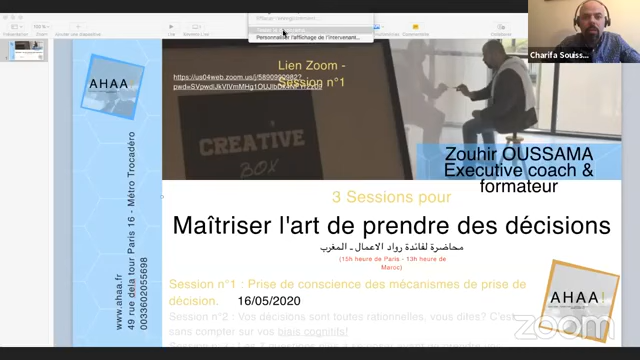 Personnaliser l'affichage de l'intervenant...
Charifa Souiss...
Lien Zoom -
Session n°1
AHAA!
CREATIVE
BOX
Zouhir OUSSAMA
Executive coach &
formateur
3 Sessions pour
Maîtriser l'art de prendre des décisions
محاضرة لقائدة رواد الاعمال ـ المغرب
(15h heure de Paris - 13h heure de
Maroc)
Session n°1 : Prise de conscience des mécanismes de prise de
décision. 16/05/2020
Session n°2 : Vos décisions sont toutes rationnelles, vous dites? C'est
sans compter sur vos biais cognitifs!
www.ahaa.fr
49 rue dela tour Paris 16 - Métro Trocadéro
0033602055698
AHAA!
zoom